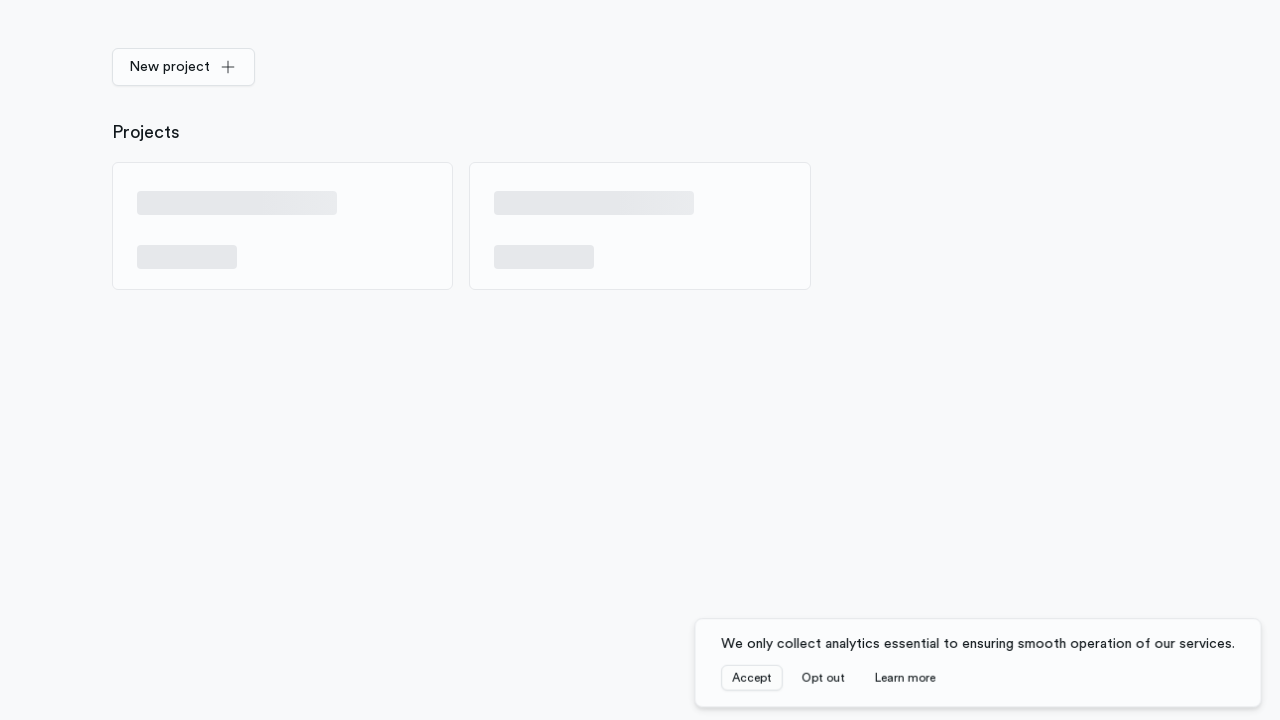 New project
Projects
We only collect analytics essential to ensuring smooth operation of our services.
Accept Opt out Learn more